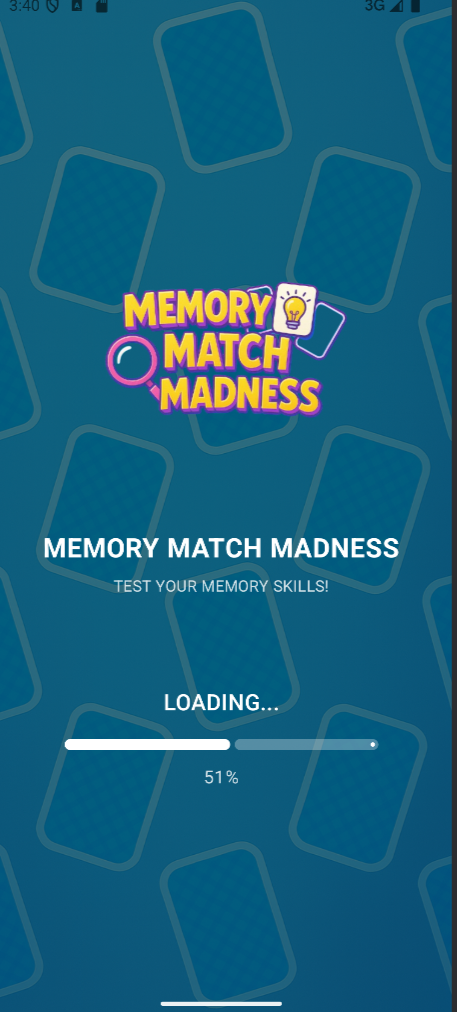 3:40
A
3G
MEMORY
MATCH
MADNESS
MEMORY MATCH MADNESS
TEST YOUR MEMORY SKILLS!
LOADING...
51%